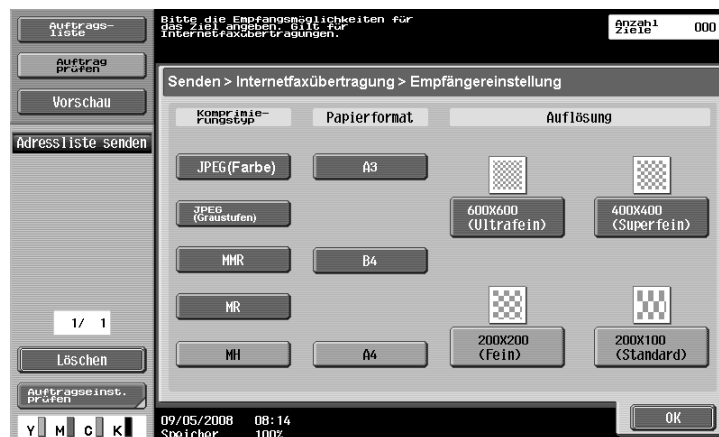 Auftrags-
liste
Auftrag
prüfen
Vorschau
Adressliste senden
1/ 1
Löschen
Auftragseinst.
prüfen
Y M C K
Bitte die Empfangsmöglichkeiten für
das Ziel angeben. Gilt für
Internetfaxübertragungen.
Anzahl
Ziele
000
Senden > Internetfaxübertragung > Empfängereinstellung
Komprimie-
rungstyp
Papierformat
Auflösung
JPEG(Farbe)
A3
JPEG
(Graustufen)
600X600
(Ultrafein)
400X400
(Superfein)
MMR
B4
MR
MH
A4
200X200
(Fein)
200X100
(Standard)
09/05/2008 08:14
Speicher 100%
OK